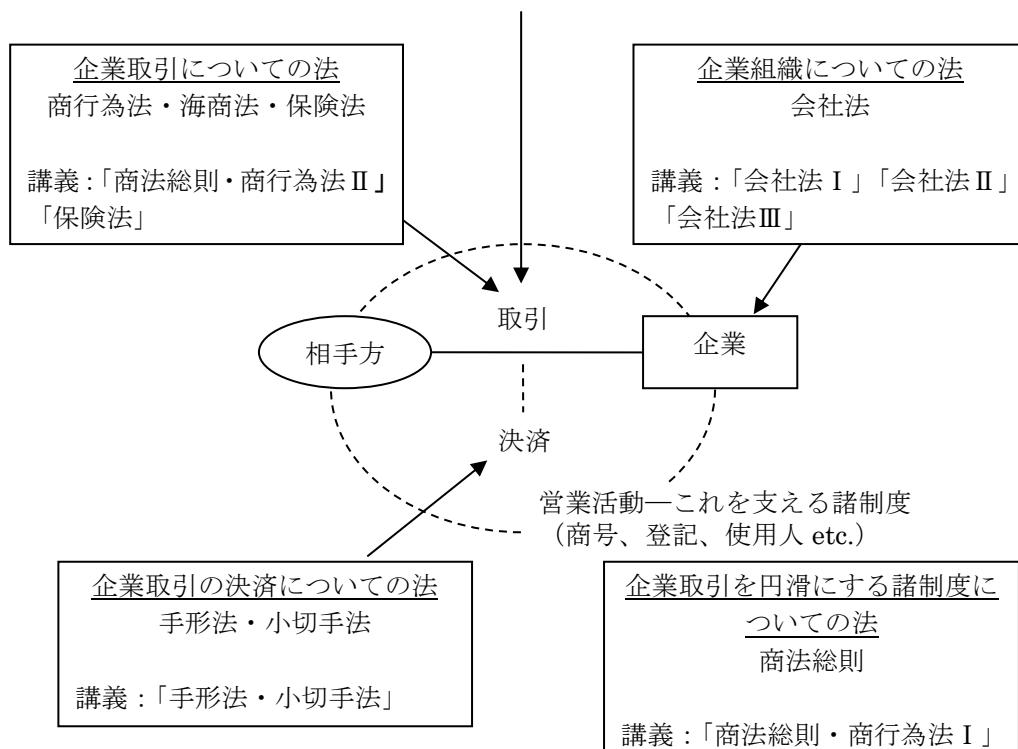 企業取引についての法
商行為法・海商法・保険法
講義：「商法総則・商行為法Ⅱ」
「保険法」
企業組織についての法
会社法
講義：「会社法Ⅰ」「会社法Ⅱ」
「会社法Ⅲ」
取引
相手方
企業
決済
営業活動―これを支える諸制度
（商号、登記、使用人 etc.）
企業取引の決済についての法
手形法・小切手法
講義：「手形法・小切手法」
企業取引を円滑にする諸制度に
ついての法
商法総則
講義：「商法総則・商行為法Ⅰ」